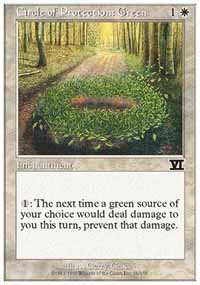 Circle of Protection: Green 1
Enchantment
VI
1: The next time a green source of
your choice would deal damage to
you this turn, prevent that damage.
Illus.